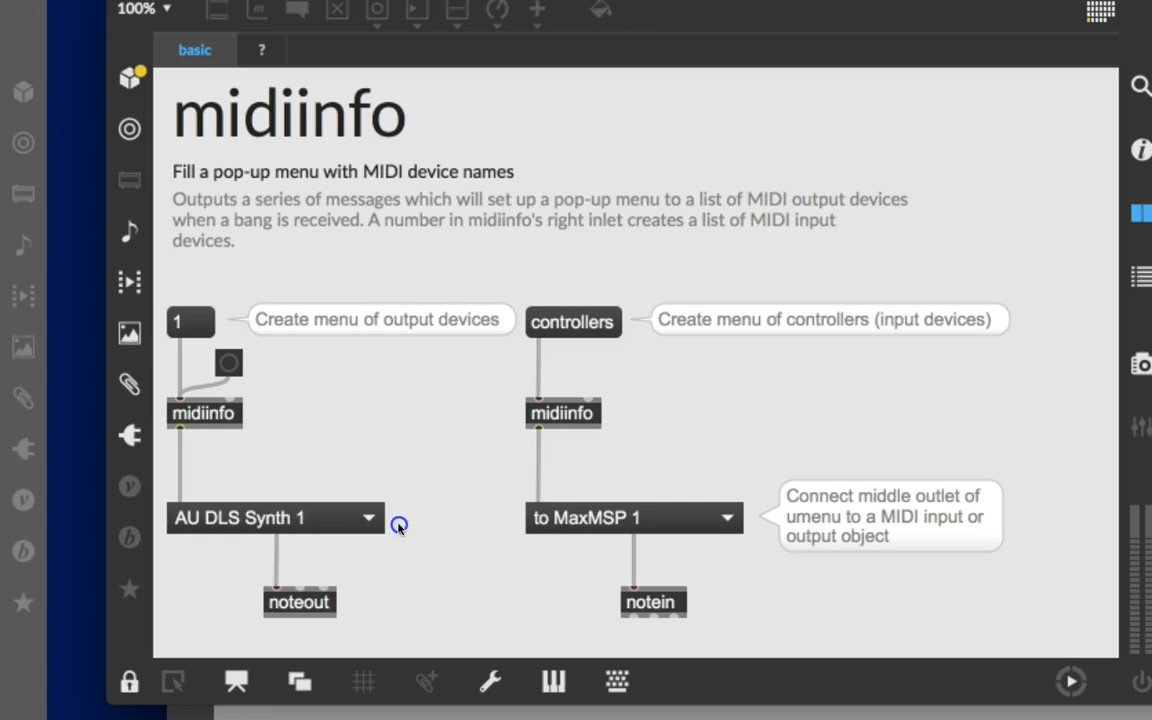 100%
basic
?
midiinfo
Fill a pop-up menu with MIDI device names
Outputs a series of messages which will set up a pop-up menu to a list of MIDI output devices
when a bang is received. A number in midiinfo's right inlet creates a list of MIDI input
devices.
1
Create menu of output devices
controllers
Create menu of controllers (input devices)
midiinfo
midiinfo
AU DLS Synth 1
to MaxMSP 1
Connect middle outlet of
umenu to a MIDI input or
output object
noteout
notein